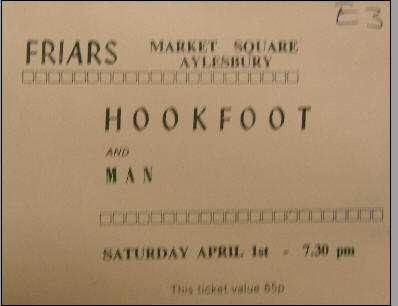 E3
FRIARS MARKET SQUARE
AYLESBURY
HOOKFOOT
AND
MAN
SATURDAY APRIL 1st - 7.30 pm
This ticket value 65p